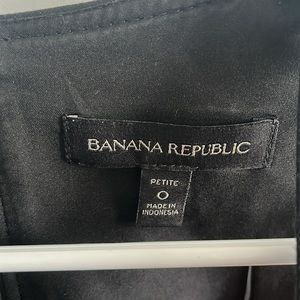 BANANA REPUBLIC
PETITE
0
MADE IN
INDONESIA